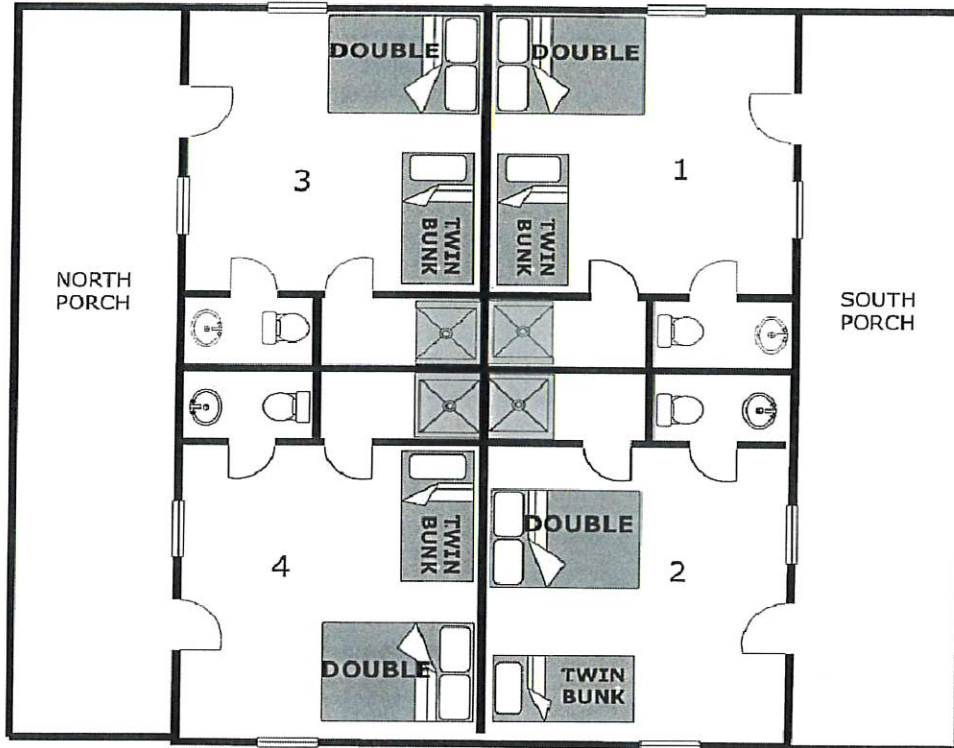 DOUBLE
DOUBLE
3
1
TWIN
BUNK
TWIN
BUNK
NORTH
PORCH
SOUTH
PORCH
TWIN
BUNK
DOUBLE
4
2
DOUBLE
TWIN
BUNK